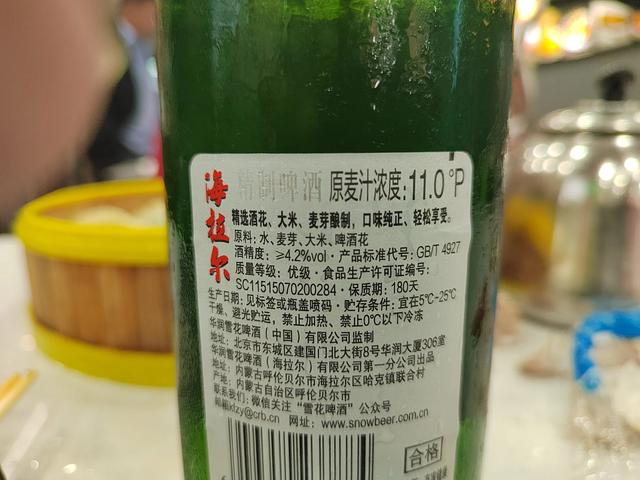 海拉尔
精制啤酒 原麦汁浓度:11.0°P
精选酒花、大米、麦芽酿制，口味纯正、轻松享受。
原料: 水、麦芽、大米、啤酒花
酒精度: ≥4.2%vol · 产品标准代号: GB/T 4927
质量等级: 优级 · 食品生产许可证编号:
SC11515070200284 · 保质期: 180天
生产日期: 见标签或瓶盖喷码 · 贮存条件: 宜在5℃-25℃
干燥、避光贮运，禁止加热、禁止0℃以下冷冻
华润雪花啤酒（中国）有限公司监制
地址: 北京市东城区建国门北大街8号华润大厦306室
华润雪花啤酒（海拉尔）有限公司第一分公司出品
地址: 内蒙古呼伦贝尔市海拉尔区哈克镇联合村
产地: 内蒙古自治区呼伦贝尔市
联系我们: 微信关注“雪花啤酒”公众号
邮箱: klzy@crb.cn 网址: www.snowbeer.com.cn
合格